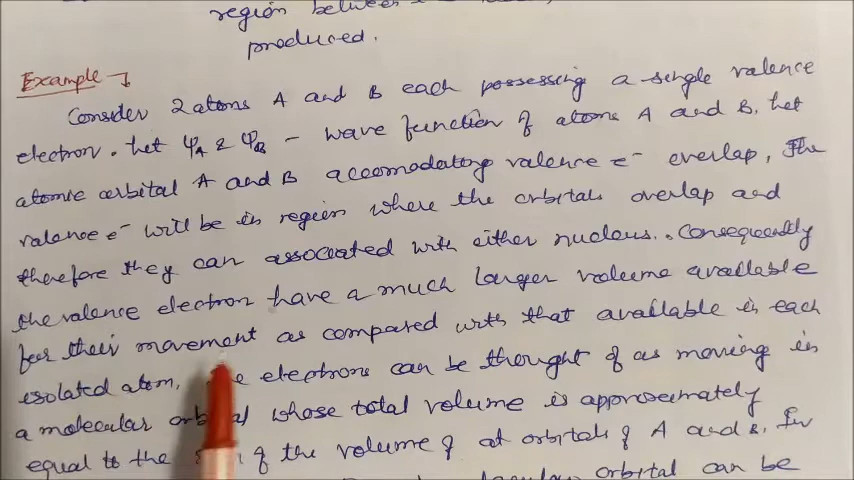 region between
produced.
Example →
Consider 2 atoms A and B each possessing a single valence
electron. Let ψA & ψB - wave function of atoms A and B. Let
atomic orbital A and B accomodating valence e⁻ overlap, The
valence e⁻ will be in region where the orbitals overlap and
therefore they can associated with either nucleus. Consequently
the valence electron have a much larger volume available
for their movement as compared with that available in each
isolated atom. electrons can be thought of as moving in
a molecular whose total volume is approximately
equal to the of the volume of at orbitals of A and B. In
orbital can be